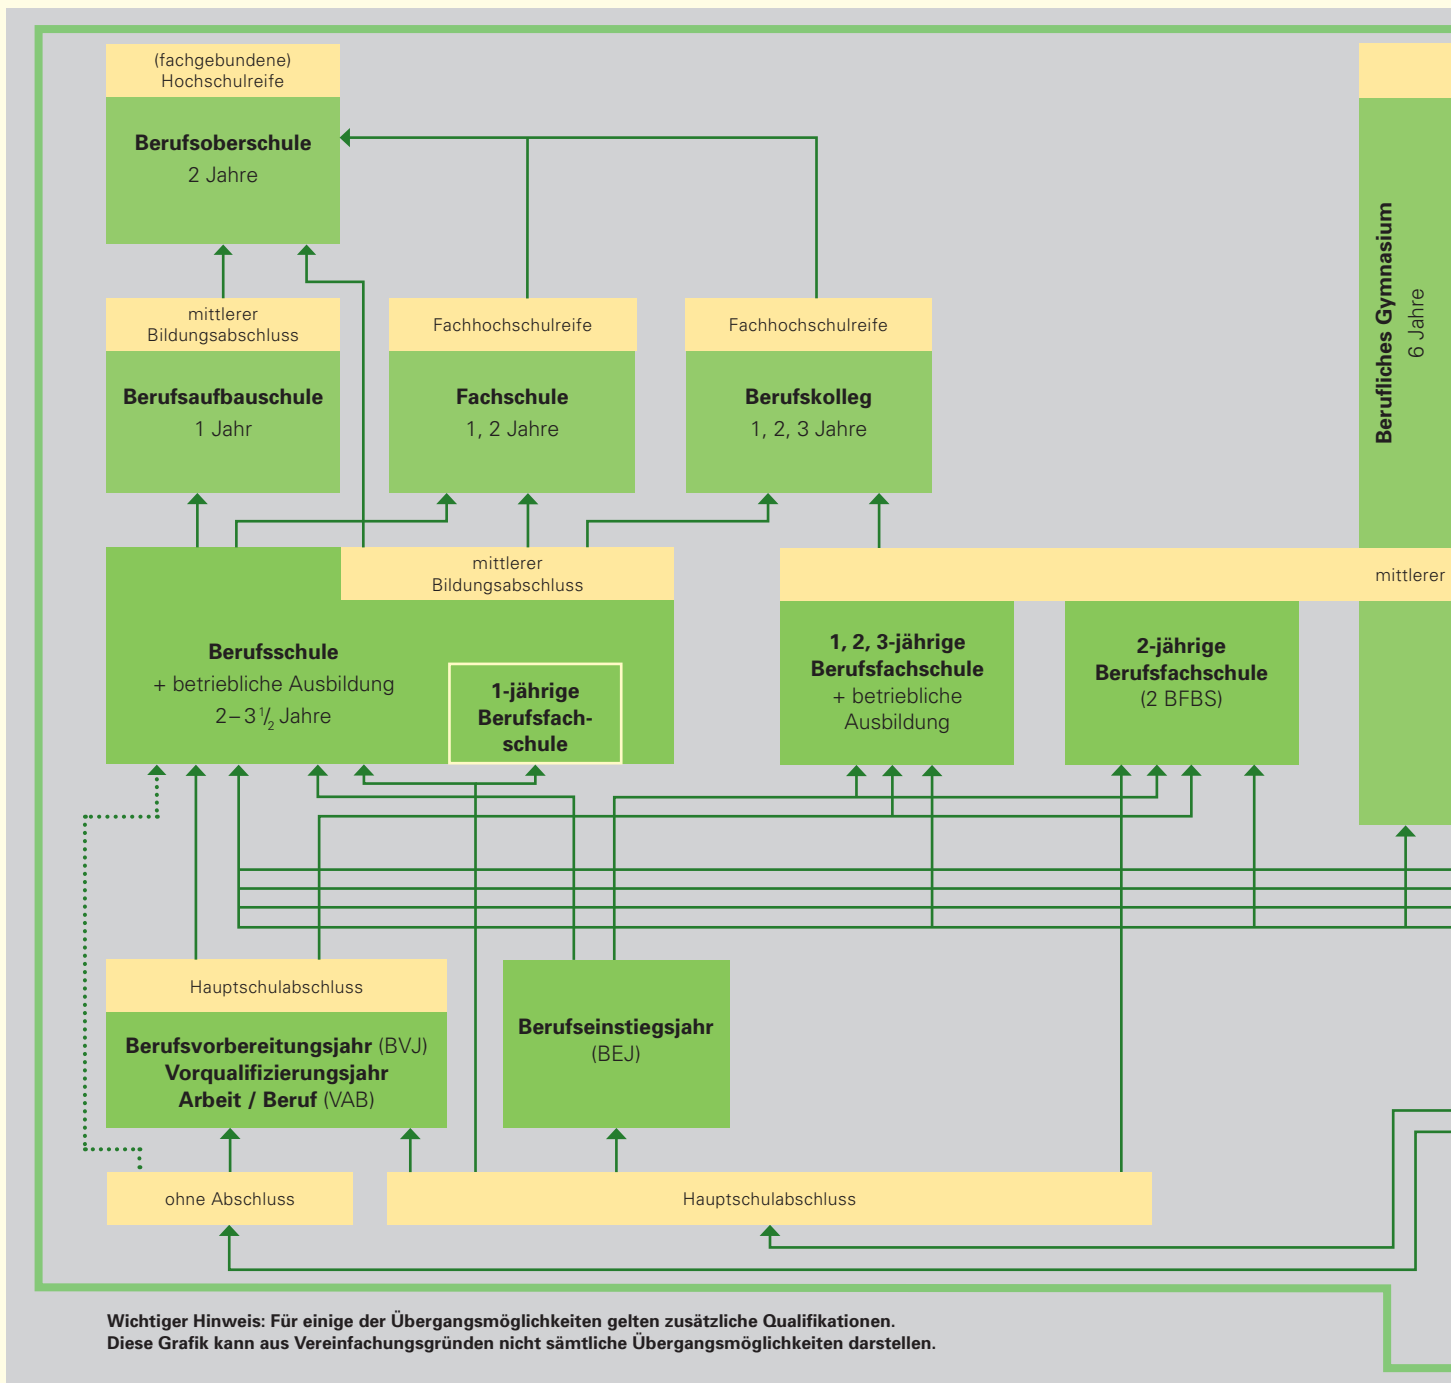 (fachgebundene)
Hochschulreife
Berufsoberschule
2 Jahre
mittlerer
Bildungsabschluss
Berufsaufbauschule
1 Jahr
Fachhochschulreife
Fachschule
1, 2 Jahre
Fachhochschulreife
Berufskolleg
1, 2, 3 Jahre
Berufliches Gymnasium
6 Jahre
mittlerer
Bildungsabschluss
Berufsschule
+ betriebliche Ausbildung
2 – 3 1/2 Jahre
1-jährige
Berufsfach-
schule
mittlerer
1, 2, 3-jährige
Berufsfachschule
+ betriebliche
Ausbildung
2-jährige
Berufsfachschule
(2 BFBS)
Hauptschulabschluss
Berufsvorbereitungsjahr (BVJ)
Vorqualifizierungsjahr
Arbeit / Beruf (VAB)
Berufseinstiegsjahr
(BEJ)
ohne Abschluss
Hauptschulabschluss
Wichtiger Hinweis: Für einige der Übergangsmöglichkeiten gelten zusätzliche Qualifikationen.
Diese Grafik kann aus Vereinfachungsgründen nicht sämtliche Übergangsmöglichkeiten darstellen.